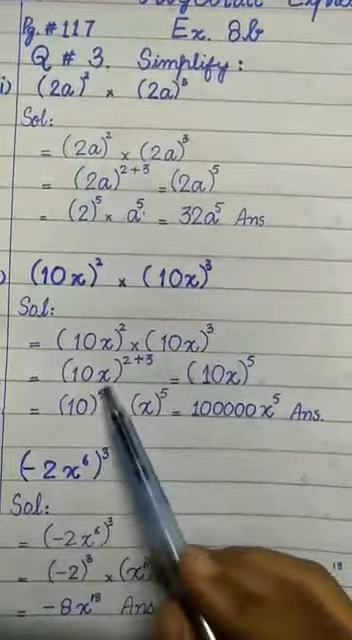 Pg.#117 Ex. 8b
Q # 3. Simplify:
i) (2a)² × (2a)³
Sol:
= (2a)² × (2a)³
= (2a)²⁺³ = (2a)⁵
= (2)⁵ × a⁵ = 32a⁵ Ans
(10x)² × (10x)³
Sol:
= (10x)² × (10x)³
= (10x)²⁺³ = (10x)⁵
= (10) (x)⁵ = 100000x⁵ Ans.
(-2x⁶)³
Sol:
= (-2x⁶)³
= (-2)³ × (x
= -8x¹⁸ Ans
18